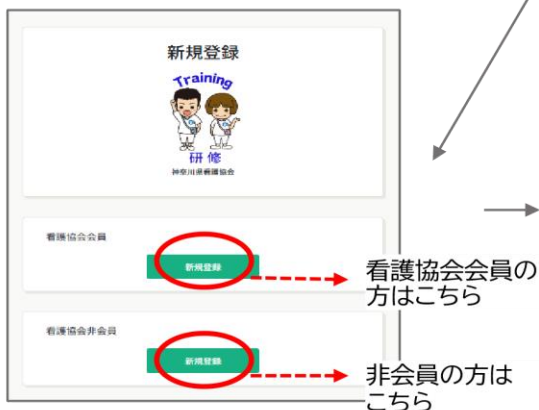 新規登録
Training
研修
神奈川県看護協会
看護協会会員
新規登録
看護協会会員の
方はこちら
看護協会非会員
新規登録
非会員の方は
こちら